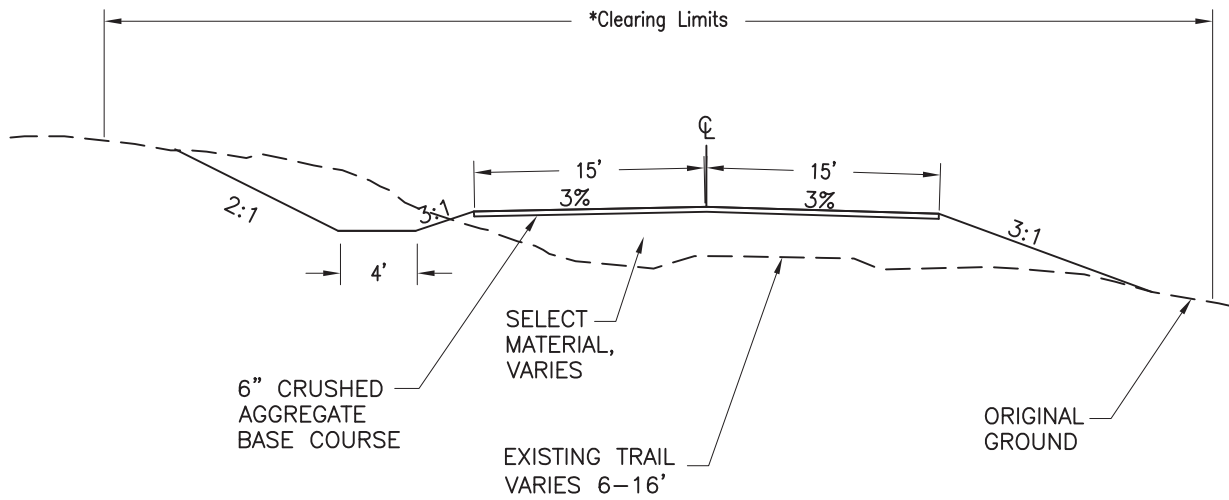 *Clearing Limits
℄
15'
15'
3%
3%
2:1
3:1
3:1
4'
SELECT
MATERIAL,
VARIES
6" CRUSHED
AGGREGATE
BASE COURSE
EXISTING TRAIL
VARIES 6-16'
ORIGINAL
GROUND